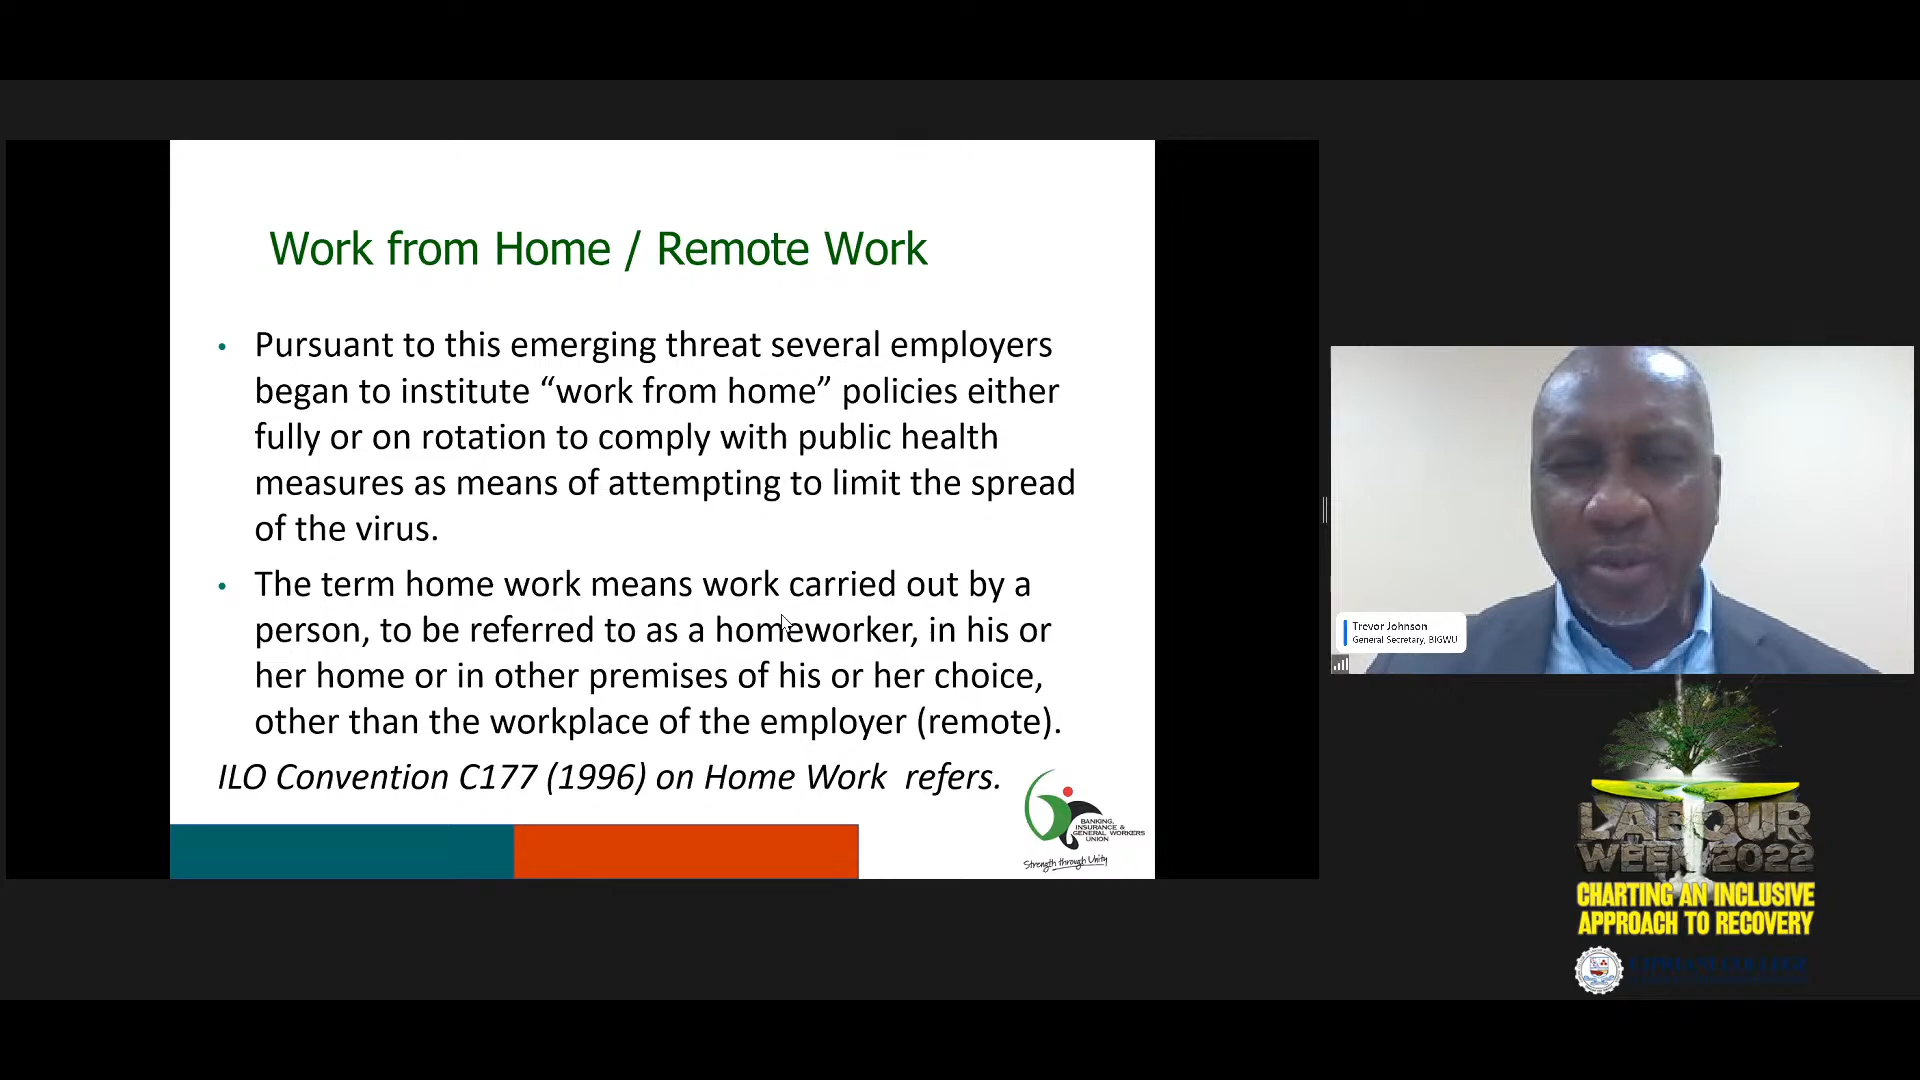 Work from Home / Remote Work
• Pursuant to this emerging threat several employers
began to institute “work from home” policies either
fully or on rotation to comply with public health
measures as means of attempting to limit the spread
of the virus.
• The term home work means work carried out by a
person, to be referred to as a homeworker, in his or
her home or in other premises of his or her choice,
other than the workplace of the employer (remote).
ILO Convention C177 (1996) on Home Work refers.
BANKING,
INSURANCE &
GENERAL WORKERS
UNION
Strength through Unity
Trevor Johnson
General Secretary, BIGWU
LABOUR
WEEK 2022
CHARTING AN INCLUSIVE
APPROACH TO RECOVERY
CIPRIANI COLLEGE